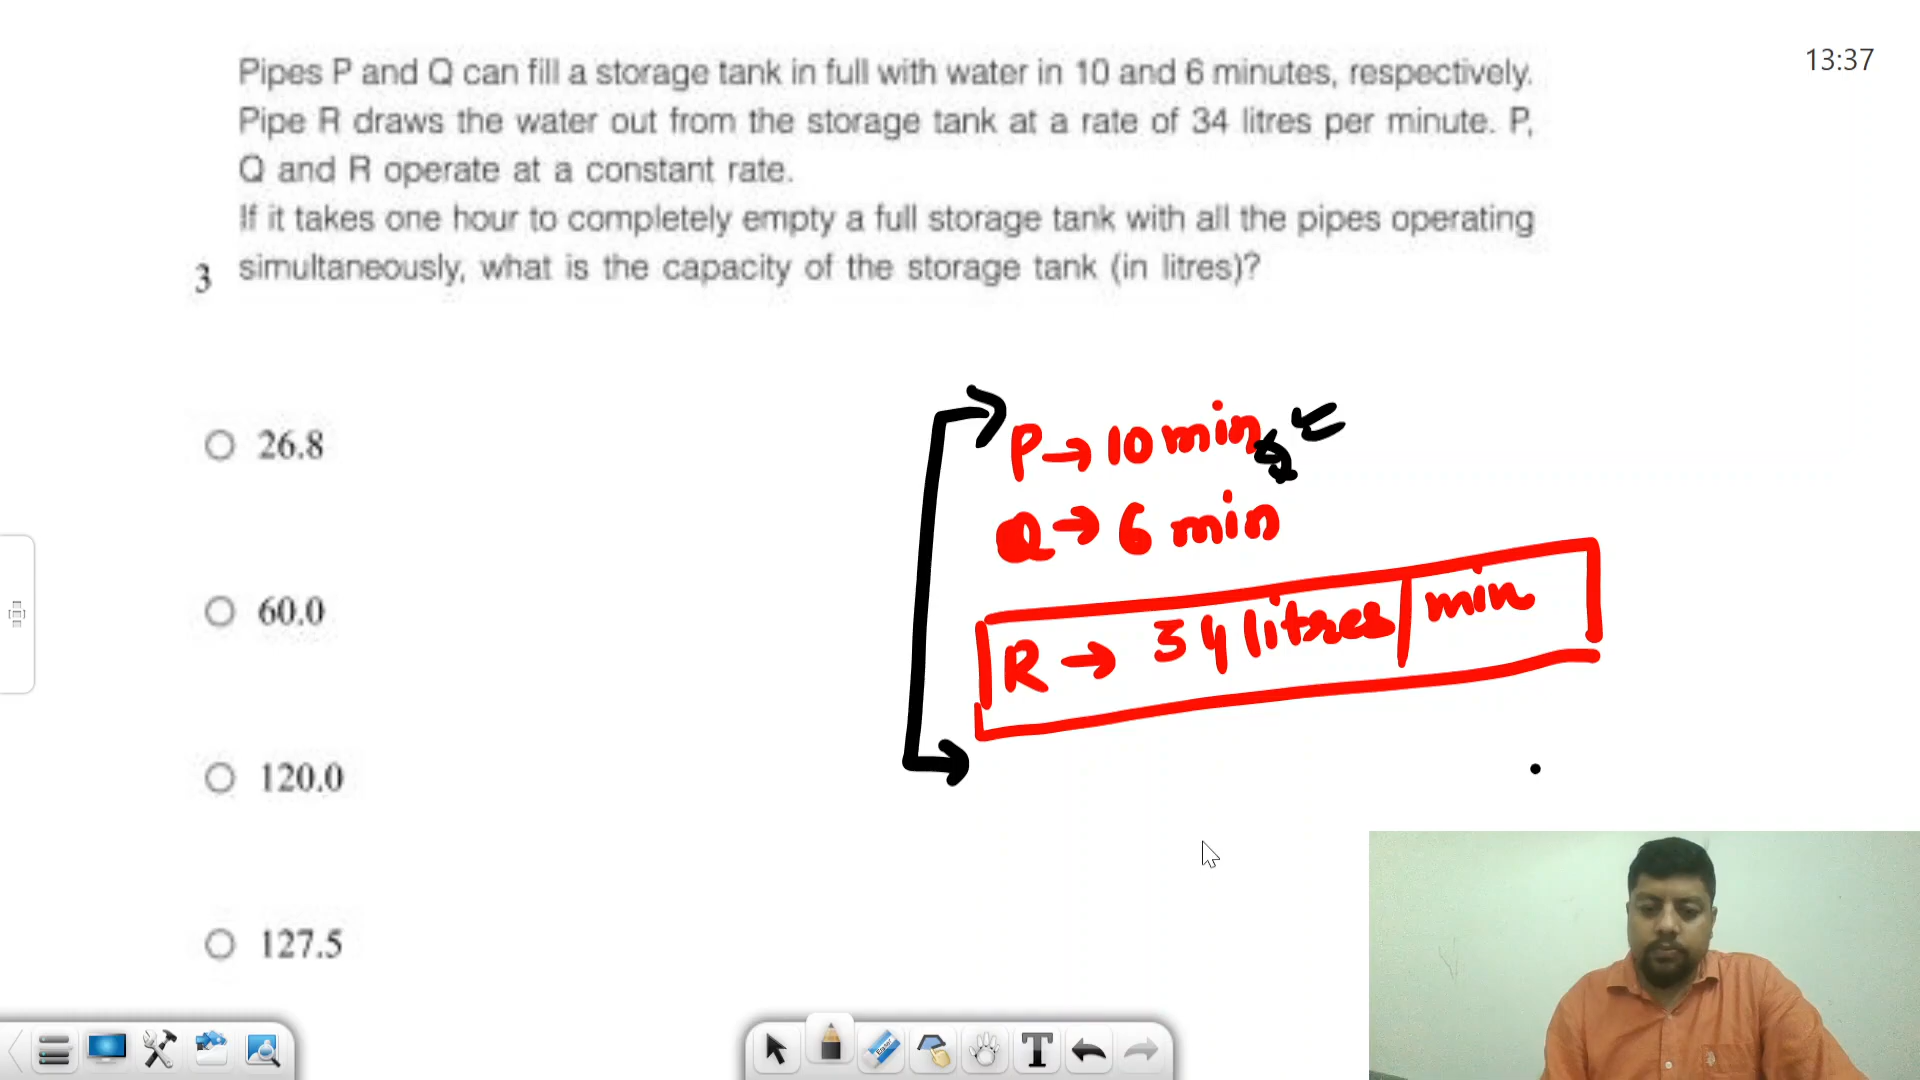 13:37
Pipes P and Q can fill a storage tank in full with water in 10 and 6 minutes, respectively.
Pipe R draws the water out from the storage tank at a rate of 34 litres per minute. P,
Q and R operate at a constant rate.
If it takes one hour to completely empty a full storage tank with all the pipes operating
3 simultaneously, what is the capacity of the storage tank (in litres)?
26.8
60.0
120.0
127.5
P → 10 min
Q → 6 min
R → 34 litres/min